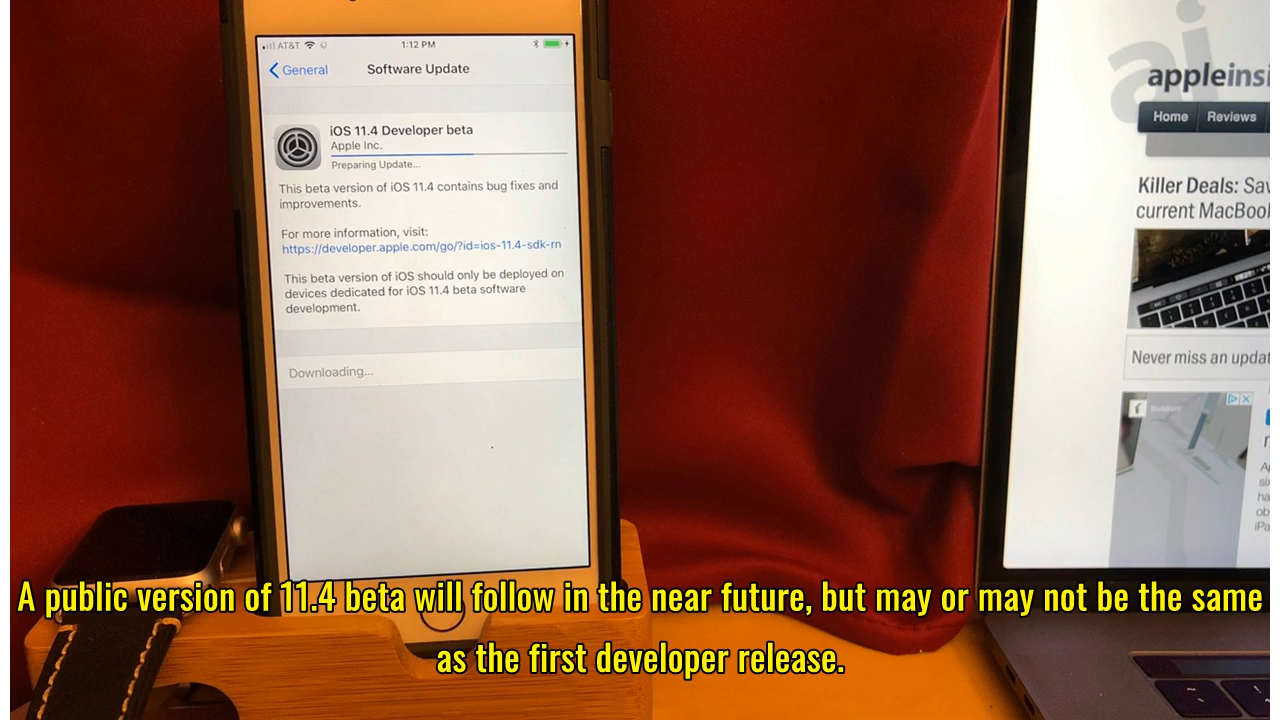 AT&T
1:12 PM
General
Software Update
iOS 11.4 Developer beta
Apple Inc.
Preparing Update...
This beta version of iOS 11.4 contains bug fixes and
improvements.
For more information, visit:
https://developer.apple.com/go/?id=ios-11.4-sdk-rn
This beta version of iOS should only be deployed on
devices dedicated for iOS 11.4 beta software
development.
Downloading...
ai
appleinsi
Home Reviews
Killer Deals: Sav
current MacBook
Never miss an updat
A public version of 11.4 beta will follow in the near future, but may or may not be the same
as the first developer release.